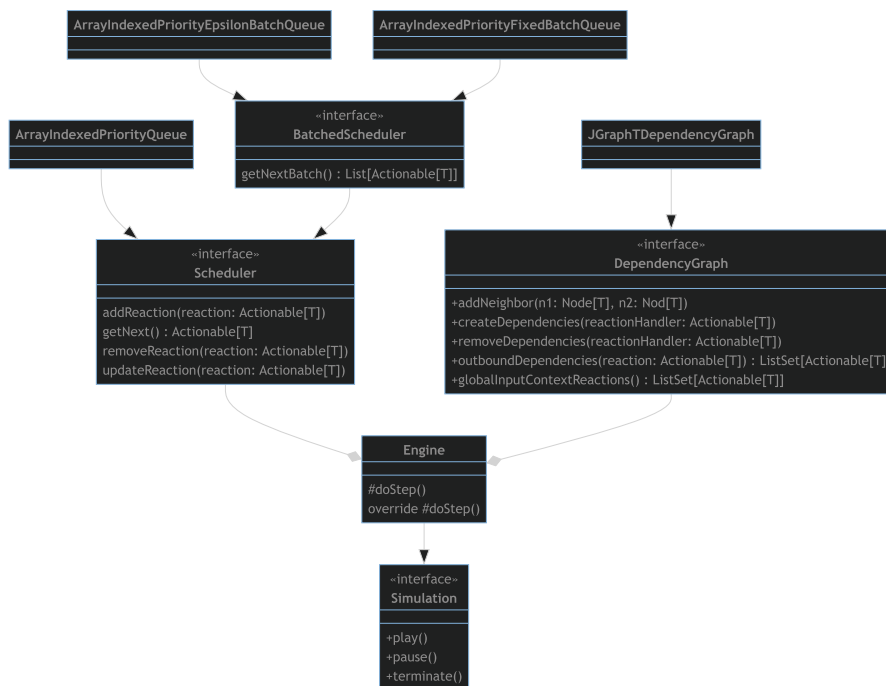 ArrayIndexedPriorityEpsilonBatchQueue
ArrayIndexedPriorityFixedBatchQueue
«interface»
BatchedScheduler
getNextBatch() : List[Actionable[T]]
ArrayIndexedPriorityQueue
JGraphTDependencyGraph
«interface»
Scheduler
addReaction(reaction: Actionable[T])
getNext() : Actionable[T]
removeReaction(reaction: Actionable[T])
updateReaction(reaction: Actionable[T])
«interface»
DependencyGraph
+addNeighbor(n1: Node[T], n2: Nod[T])
+createDependencies(reactionHandler: Actionable[T])
+removeDependencies(reactionHandler: Actionable[T])
+outboundDependencies(reaction: Actionable[T]) : ListSet[Actionable[T]
+globalInputContextReactions() : ListSet[Actionable[T]]
Engine
#doStep()
override #doStep()
«interface»
Simulation
+play()
+pause()
+terminate()